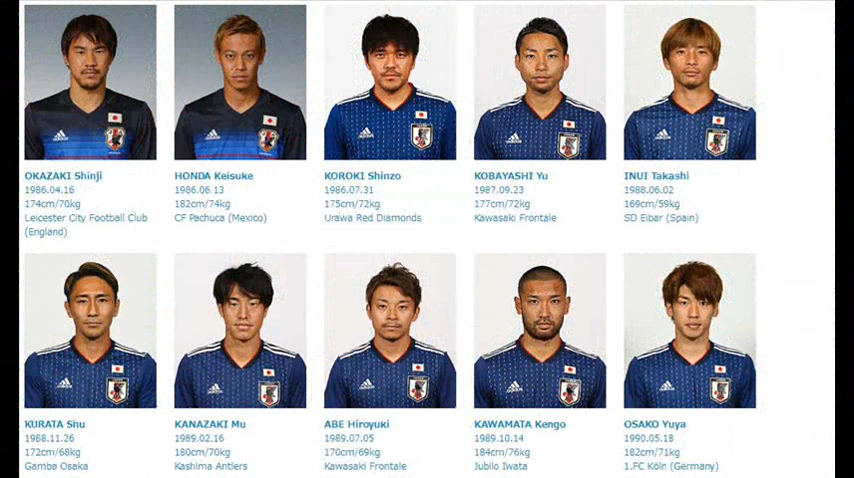 OKAZAKI Shinji
1986.04.16
174cm/70kg
Leicester City Football Club
(England)
HONDA Keisuke
1986.06.13
182cm/74kg
CF Pachuca (Mexico)
KOROKI Shinzo
1986.07.31
175cm/72kg
Urawa Red Diamonds
KOBAYASHI Yu
1987.09.23
177cm/72kg
Kawasaki Frontale
INUI Takashi
1988.06.02
169cm/59kg
SD Eibar (Spain)
KURATA Shu
1988.11.26
172cm/68kg
Gamba Osaka
KANAZAKI Mu
1989.02.16
180cm/70kg
Kashima Antlers
ABE Hiroyuki
1989.07.05
170cm/69kg
Kawasaki Frontale
KAWAMATA Kengo
1989.10.14
184cm/76kg
Jubilo Iwata
OSAKO Yuya
1990.05.18
182cm/71kg
1.FC Köln (Germany)